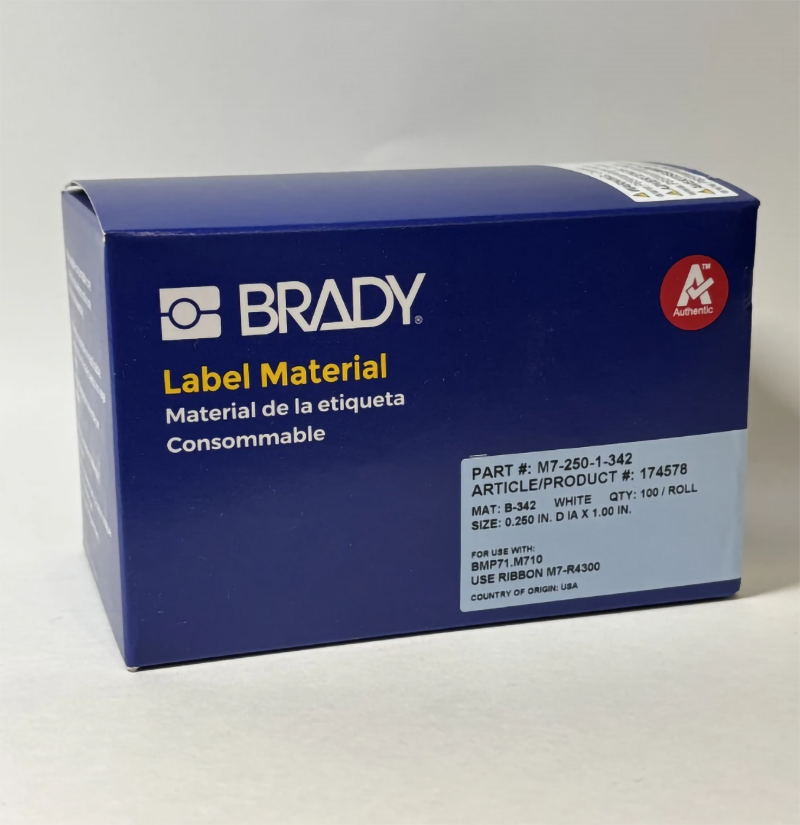 BRADY®
Label Material
Material de la etiqueta
Consommable
A™
Authentic
PART #: M7-250-1-342
ARTICLE/PRODUCT #: 174578
MAT: B-342 WHITE QTY: 100 / ROLL
SIZE: 0.250 IN. D IA X 1.00 IN.
FOR USE WITH:
BMP71.M710
USE RIBBON M7-R4300
COUNTRY OF ORIGIN: USA